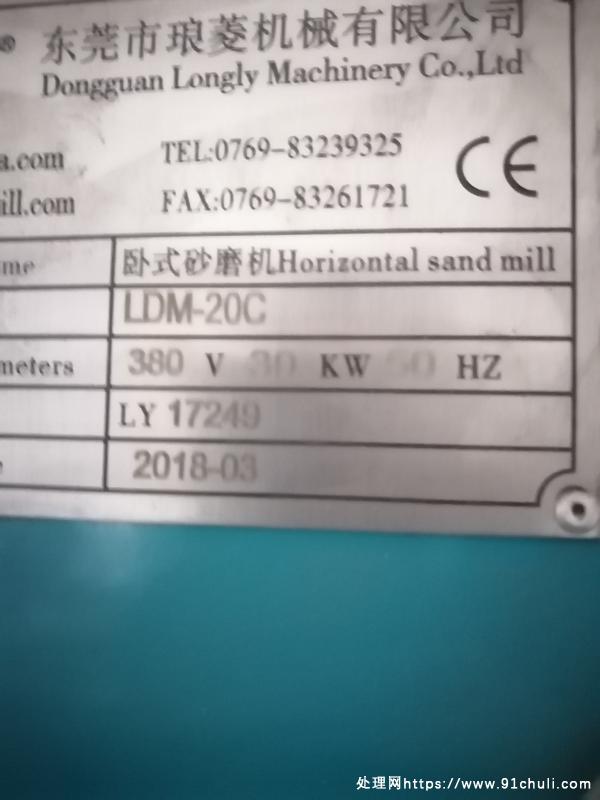 ® 东莞市琅菱机械有限公司
Dongguan Longly Machinery Co.,Ltd
a.com TEL:0769-83239325
ill.com FAX:0769-83261721
CE
me 卧式砂磨机Horizontal sand mill
LDM-20C
meters 380 V 30 KW 50 HZ
LY 17249
2018-03
处理网https://www.91chuli.com